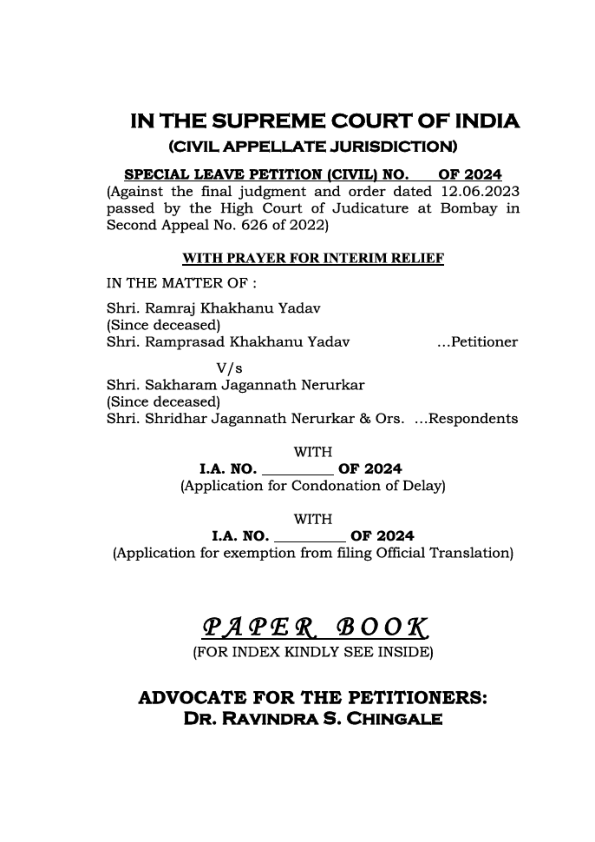 IN THE SUPREME COURT OF INDIA
(CIVIL APPELLATE JURISDICTION)
SPECIAL LEAVE PETITION (CIVIL) NO. OF 2024
(Against the final judgment and order dated 12.06.2023
passed by the High Court of Judicature at Bombay in
Second Appeal No. 626 of 2022)
WITH PRAYER FOR INTERIM RELIEF
IN THE MATTER OF :
Shri. Ramraj Khakhanu Yadav
(Since deceased)
Shri. Ramprasad Khakhanu Yadav ...Petitioner
V/s
Shri. Sakharam Jagannath Nerurkar
(Since deceased)
Shri. Shridhar Jagannath Nerurkar & Ors. ...Respondents
WITH
I.A. NO. __________ OF 2024
(Application for Condonation of Delay)
WITH
I.A. NO. __________ OF 2024
(Application for exemption from filing Official Translation)
PAPER BOOK
(FOR INDEX KINDLY SEE INSIDE)
ADVOCATE FOR THE PETITIONERS:
DR. RAVINDRA S. CHINGALE